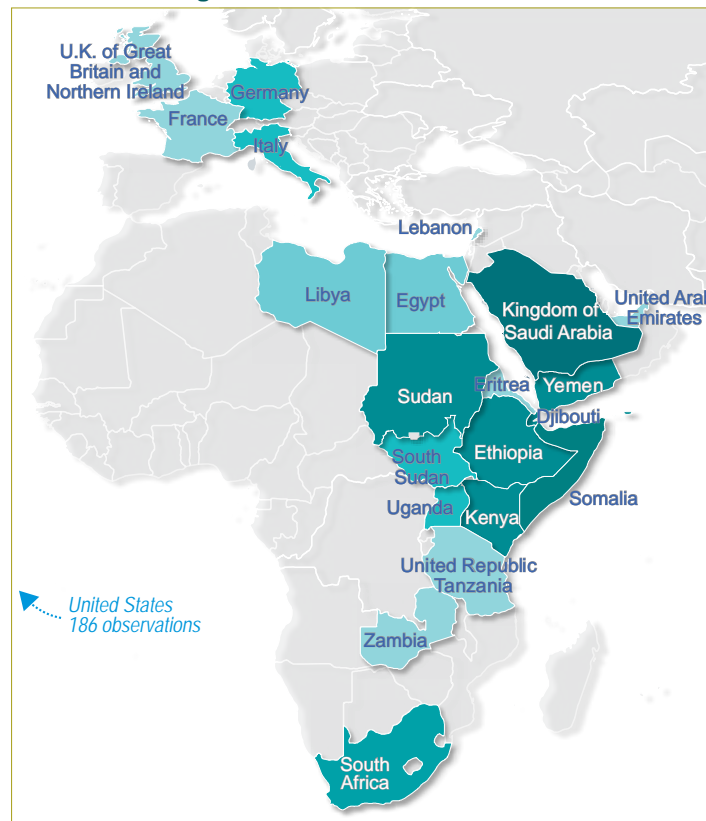 U.K. of Great
Britain and
Northern Ireland
Germany
France
Italy
Lebanon
Libya
Egypt
Kingdom of
Saudi Arabia
United Arab
Emirates
Sudan
Eritrea
Yemen
Djibouti
Ethiopia
South
Sudan
Somalia
Uganda
Kenya
United Republic
Tanzania
United States
186 observations
Zambia
South
Africa